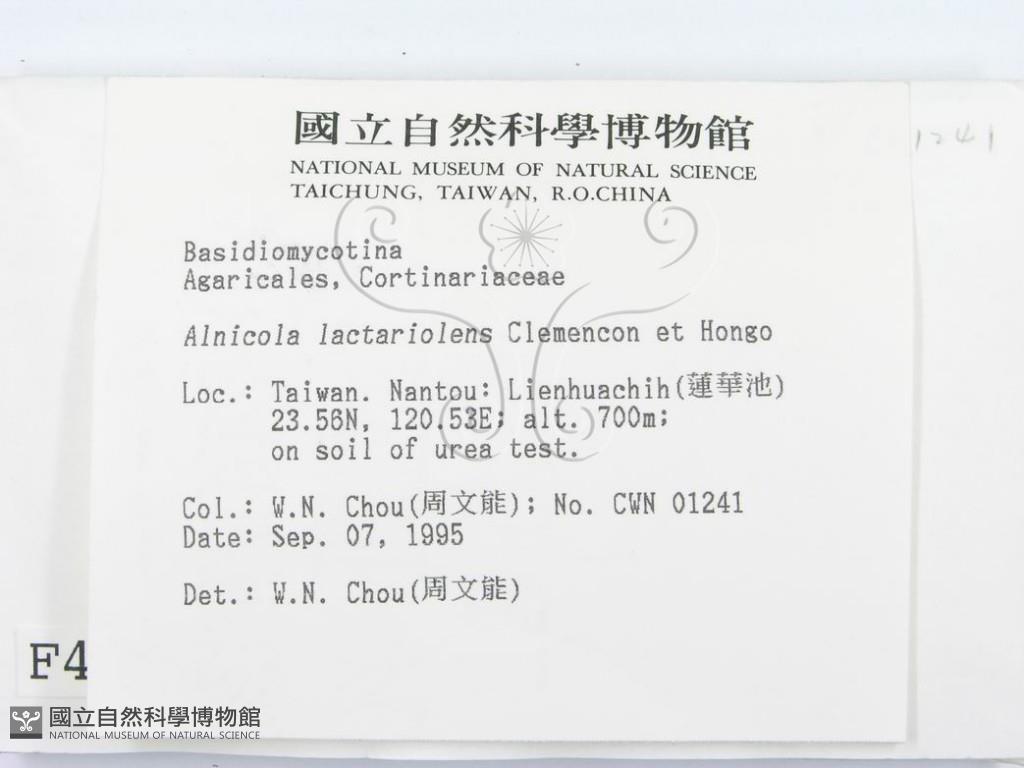 國立自然科學博物館
NATIONAL MUSEUM OF NATURAL SCIENCE
TAICHUNG, TAIWAN, R.O.CHINA
1241
Basidiomycotina
Agaricales, Cortinariaceae
Alnicola lactariolens Clemencon et Hongo
Loc.: Taiwan. Nantou: Lienhuachih(蓮華池)
23.56N, 120.53E; alt. 700m;
on soil of urea test.
Col.: W.N. Chou(周文能); No. CWN 01241
Date: Sep. 07, 1995
Det.: W.N. Chou(周文能)
F4
國立自然科學博物館
NATIONAL MUSEUM OF NATURAL SCIENCE